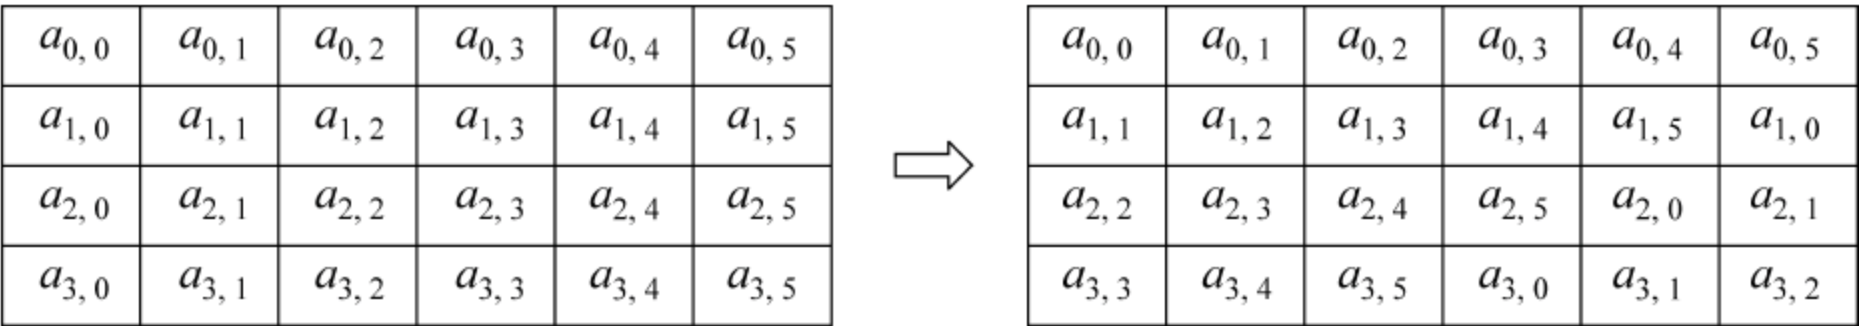 a0, 0 a0, 1 a0, 2 a0, 3 a0, 4 a0, 5 a0, 0 a0, 1 a0, 2 a0, 3 a0, 4 a0, 5
a1, 0 a1, 1 a1, 2 a1, 3 a1, 4 a1, 5 a1, 1 a1, 2 a1, 3 a1, 4 a1, 5 a1, 0
a2, 0 a2, 1 a2, 2 a2, 3 a2, 4 a2, 5 a2, 2 a2, 3 a2, 4 a2, 5 a2, 0 a2, 1
a3, 0 a3, 1 a3, 2 a3, 3 a3, 4 a3, 5 a3, 3 a3, 4 a3, 5 a3, 0 a3, 1 a3, 2